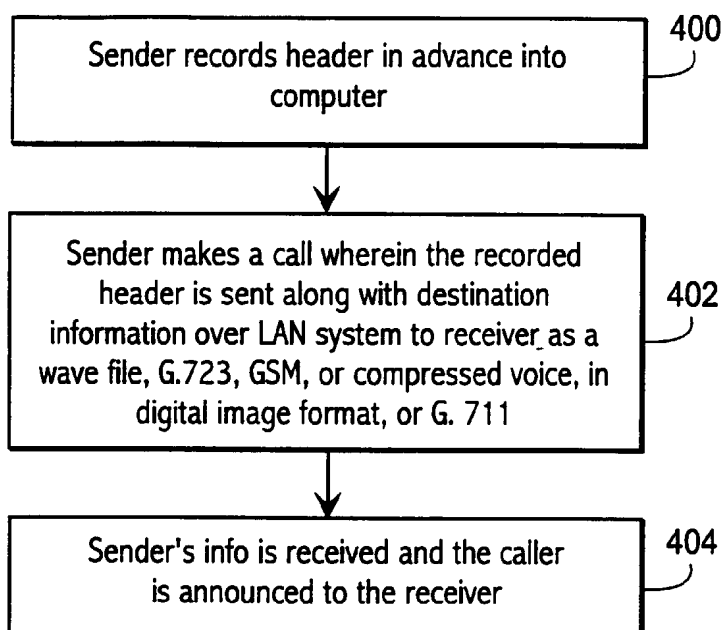 400
Sender records header in advance into
computer
Sender makes a call wherein the recorded
header is sent along with destination
information over LAN system to receiver as a
wave file, G.723, GSM, or compressed voice, in
digital image format, or G. 711
402
Sender's info is received and the caller
is announced to the receiver
404